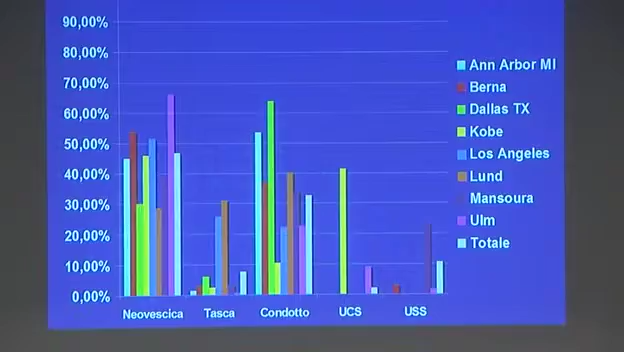 90,00%
80,00%
70,00%
60,00%
50,00%
40,00%
30,00%
20,00%
10,00%
0,00%
Neovescica Tasca Condotto UCS USS
Ann Arbor MI
Berna
Dallas TX
Kobe
Los Angeles
Lund
Mansoura
Ulm
Totale